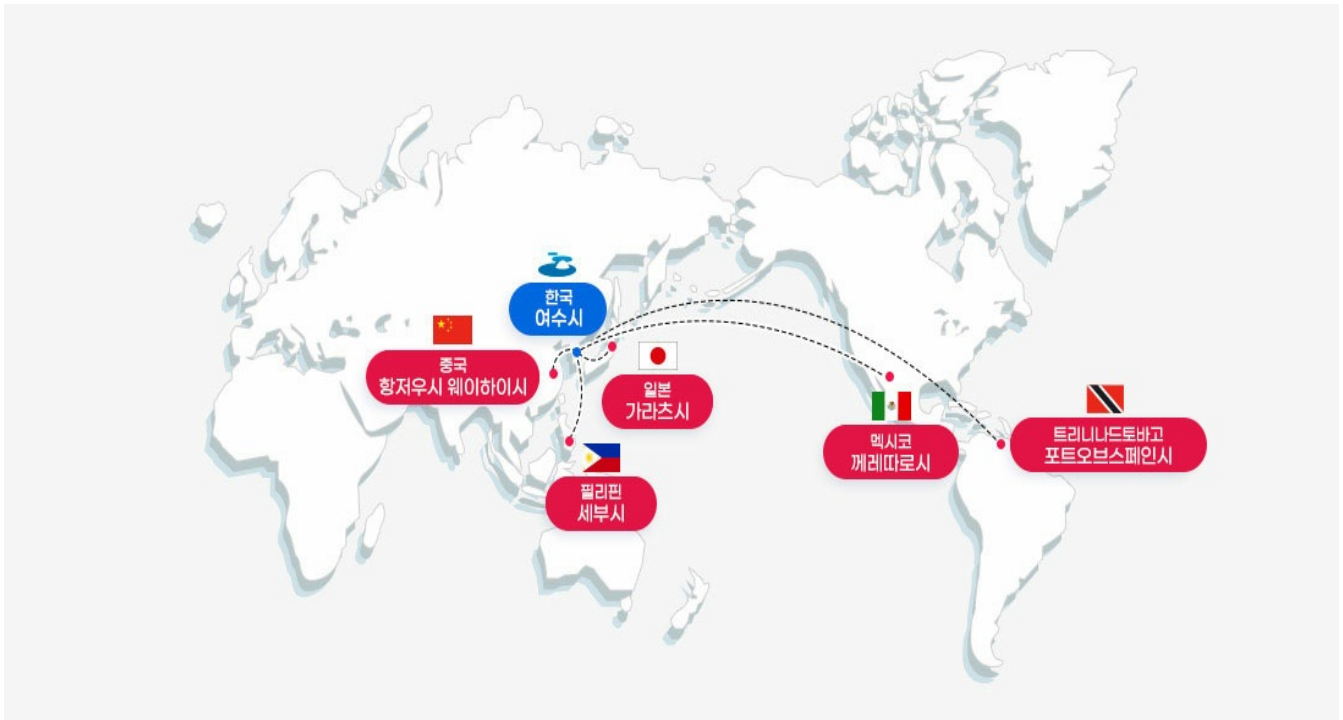 한국
여수시
중국
항저우시 웨이하이시
일본
가라츠시
필리핀
세부시
멕시코
께레따로시
트리니나드토바고
포트오브스페인시